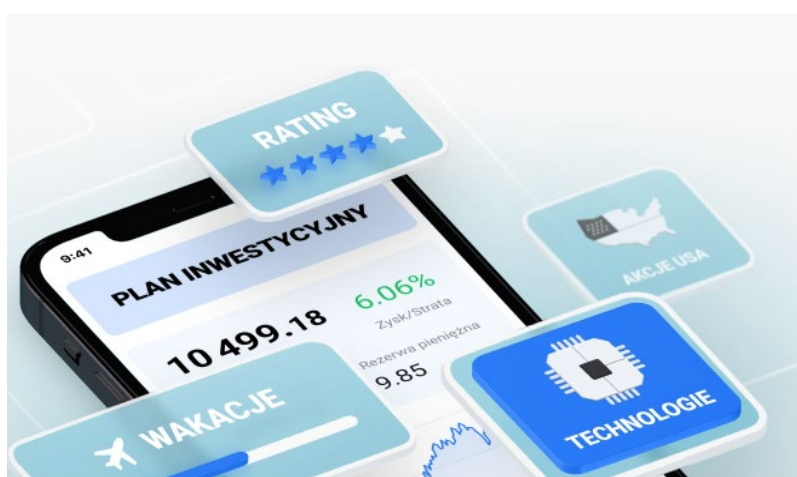 RATING
9:41
PLAN INWESTYCYJNY
10 499.18
6.06%
Zysk/Strata
AKCJE USA
Rezerwa pieniężna
9.85
WAKACJE
TECHNOLOGIE